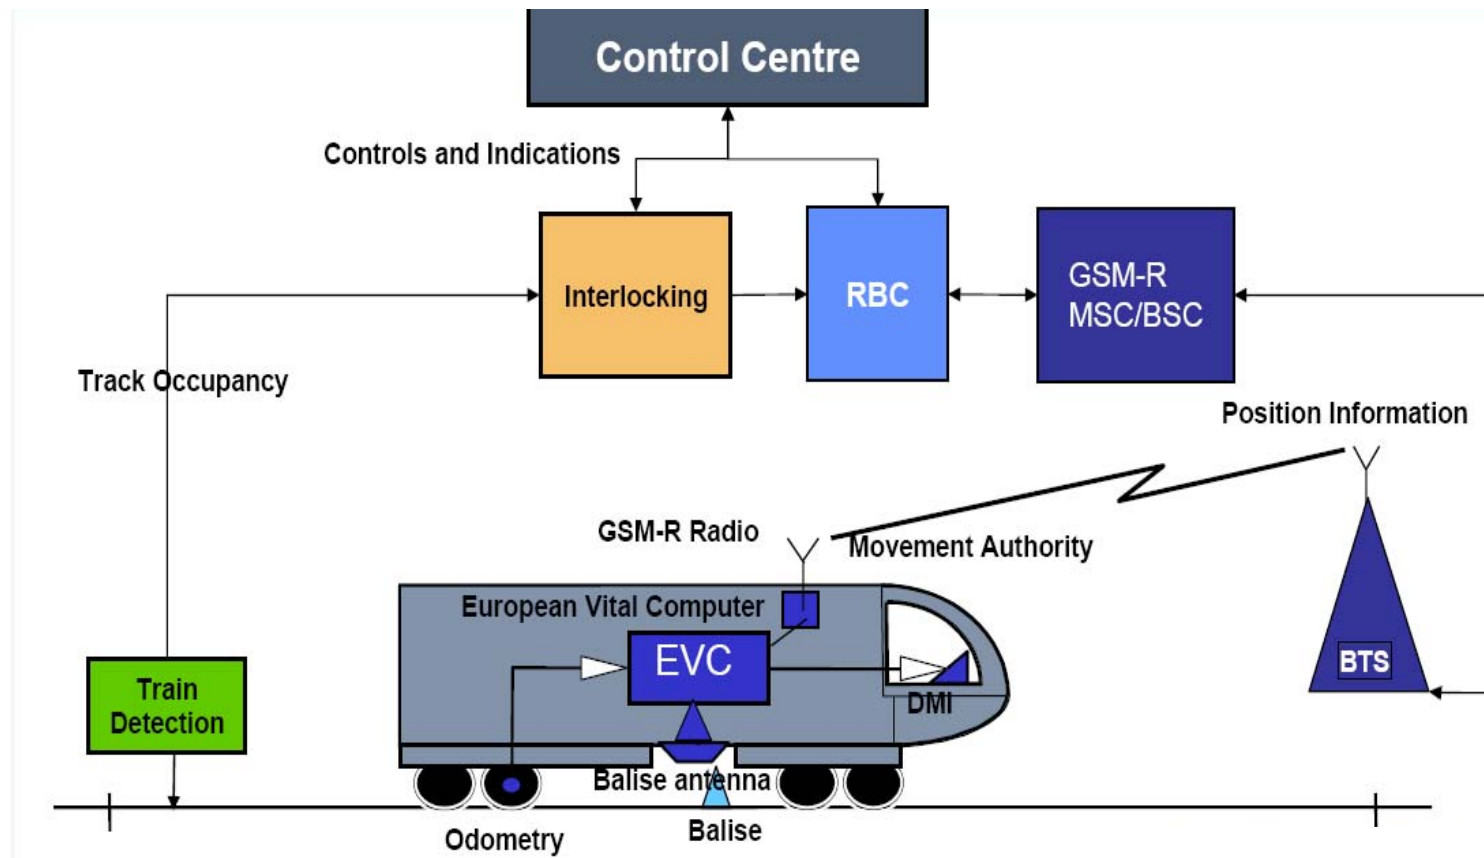 Control Centre
Controls and Indications
Interlocking
RBC
GSM-R
MSC/BSC
Track Occupancy
Position Information
GSM-R Radio
Movement Authority
European Vital Computer
EVC
BTS
Train
Detection
DMI
Balise antenna
Balise
Odometry